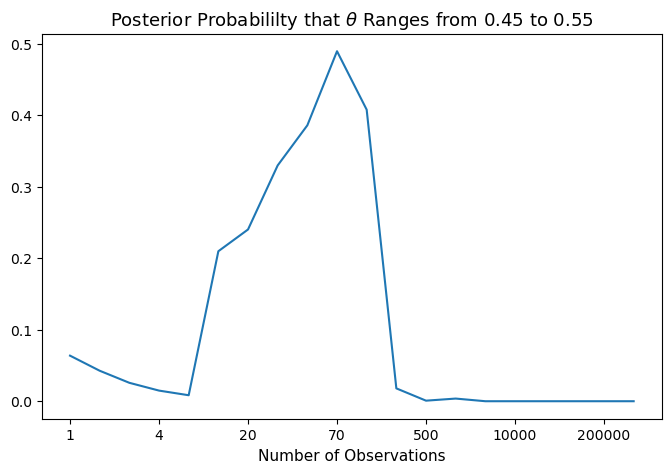 Posterior Probabililty that θ Ranges from 0.45 to 0.55
0.5
0.4
0.3
0.2
0.1
0.0
1 4 20 70 500 10000 200000
Number of Observations